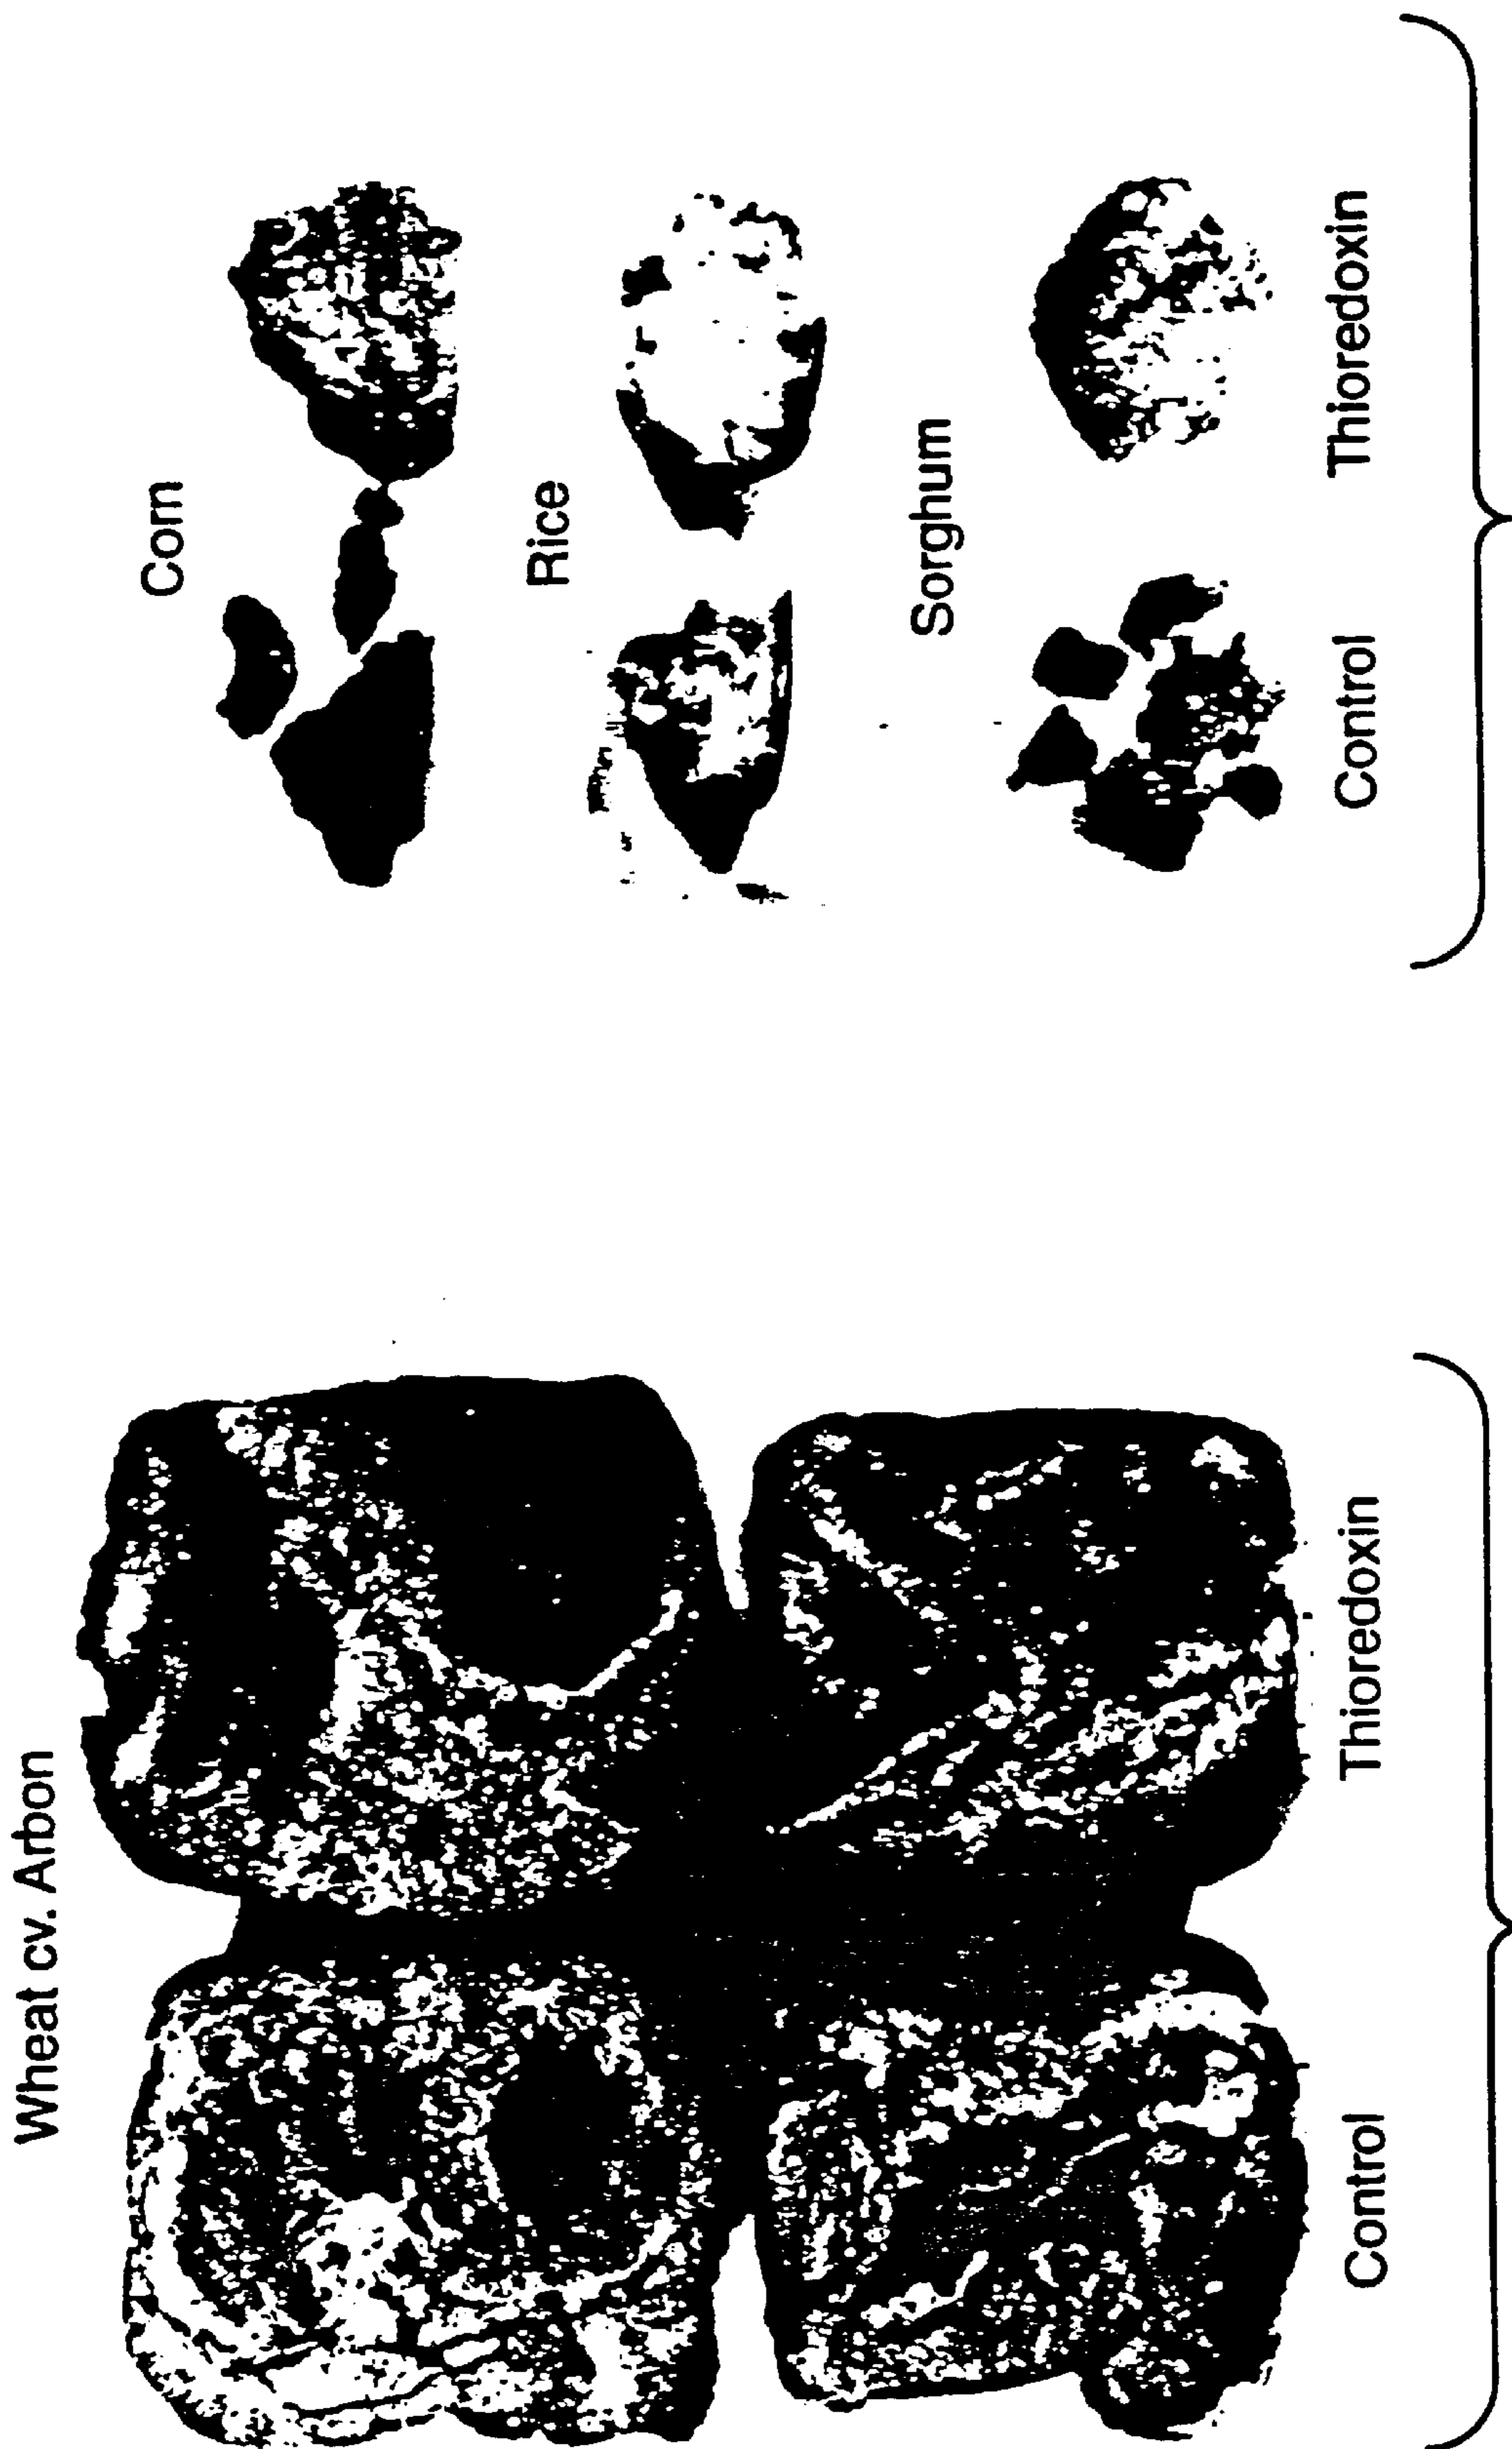 Wheat cv. Arbon
Control Thioredoxin
Corn
Rice
Sorghum
Control Thioredoxin